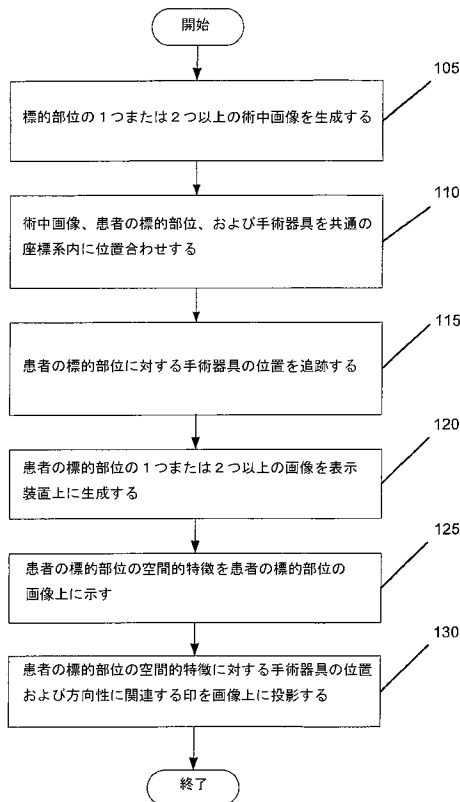 開始
105
標的部位の1つまたは2つ以上の術中画像を生成する
110
術中画像、患者の標的部位、および手術器具を共通の
座標系内に位置合わせする
115
患者の標的部位に対する手術器具の位置を追跡する
120
患者の標的部位の1つまたは2つ以上の画像を表示
装置上に生成する
125
患者の標的部位の空間的特徴を患者の標的部位の
画像上に示す
130
患者の標的部位の空間的特徴に対する手術器具の位置
および方向性に関連する印を画像上に投影する
終了